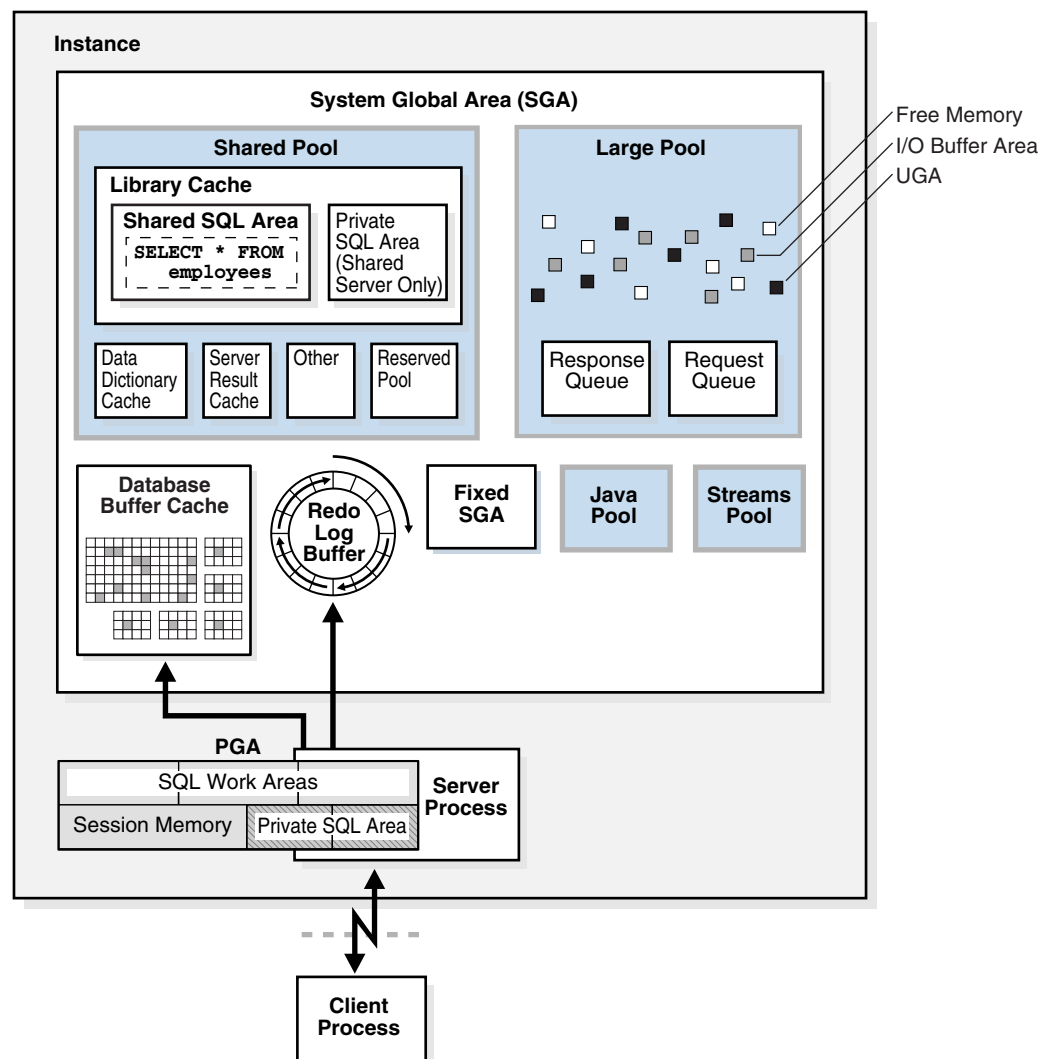 Instance
System Global Area (SGA)
Shared Pool
Library Cache
Shared SQL Area
SELECT * FROM
employees
Private
SQL Area
(Shared
Server Only)
Data
Dictionary
Cache
Server
Result
Cache
Other
Reserved
Pool
Large Pool
Free Memory
I/O Buffer Area
UGA
Response
Queue
Request
Queue
Database
Buffer Cache
Redo
Log
Buffer
Fixed
SGA
Java
Pool
Streams
Pool
PGA
SQL Work Areas
Session Memory
Private SQL Area
Server
Process
Client
Process